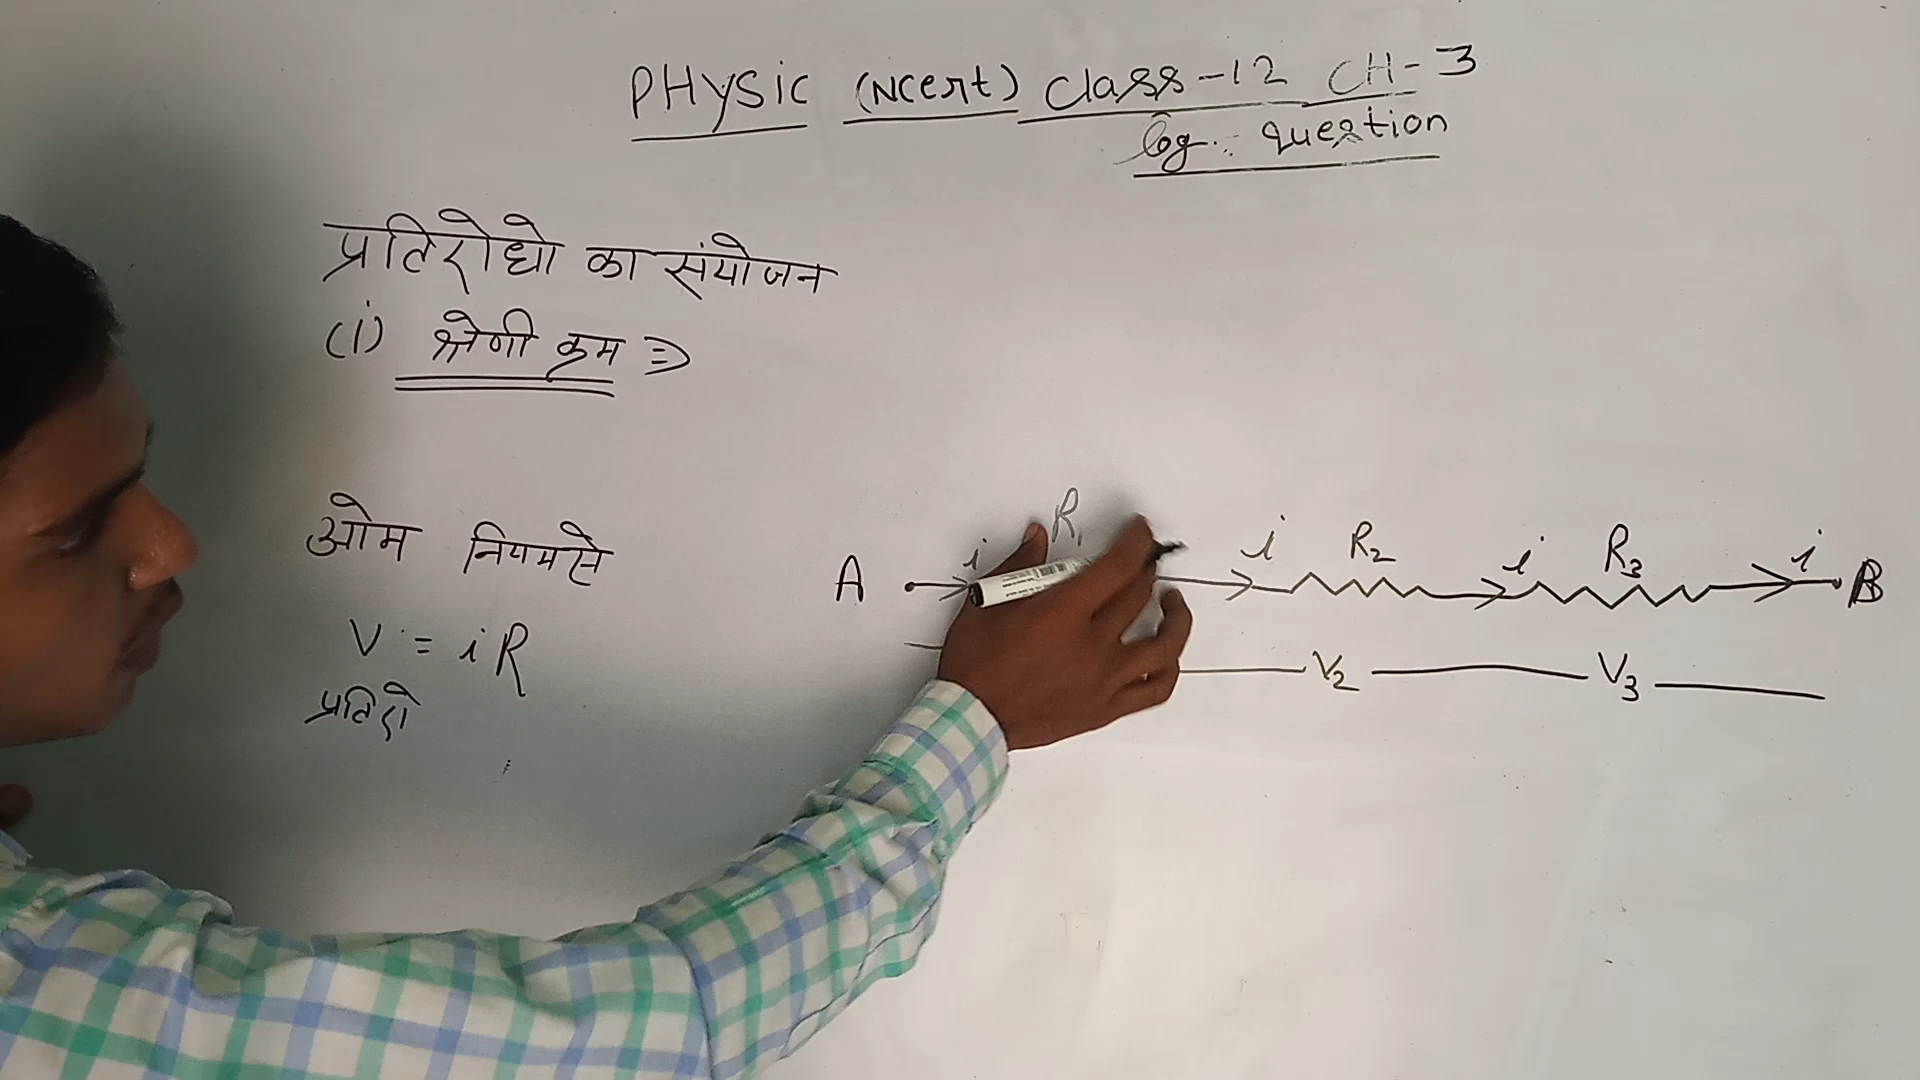 PHYSIC (NCERT) Class-12 CH-3
question
प्रतिरोधो का संयोजन
(i) श्रेणी क्रम ⇒
ओम नियमसे
V = iR
प्रतिरो
R₁ i R₂ i R₃ i
A i B
V₂ V₃